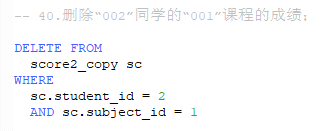 -- 40.删除“002”同学的“001”课程的成绩;
DELETE FROM
score2_copy sc
WHERE
sc.student_id = 2
AND sc.subject_id = 1